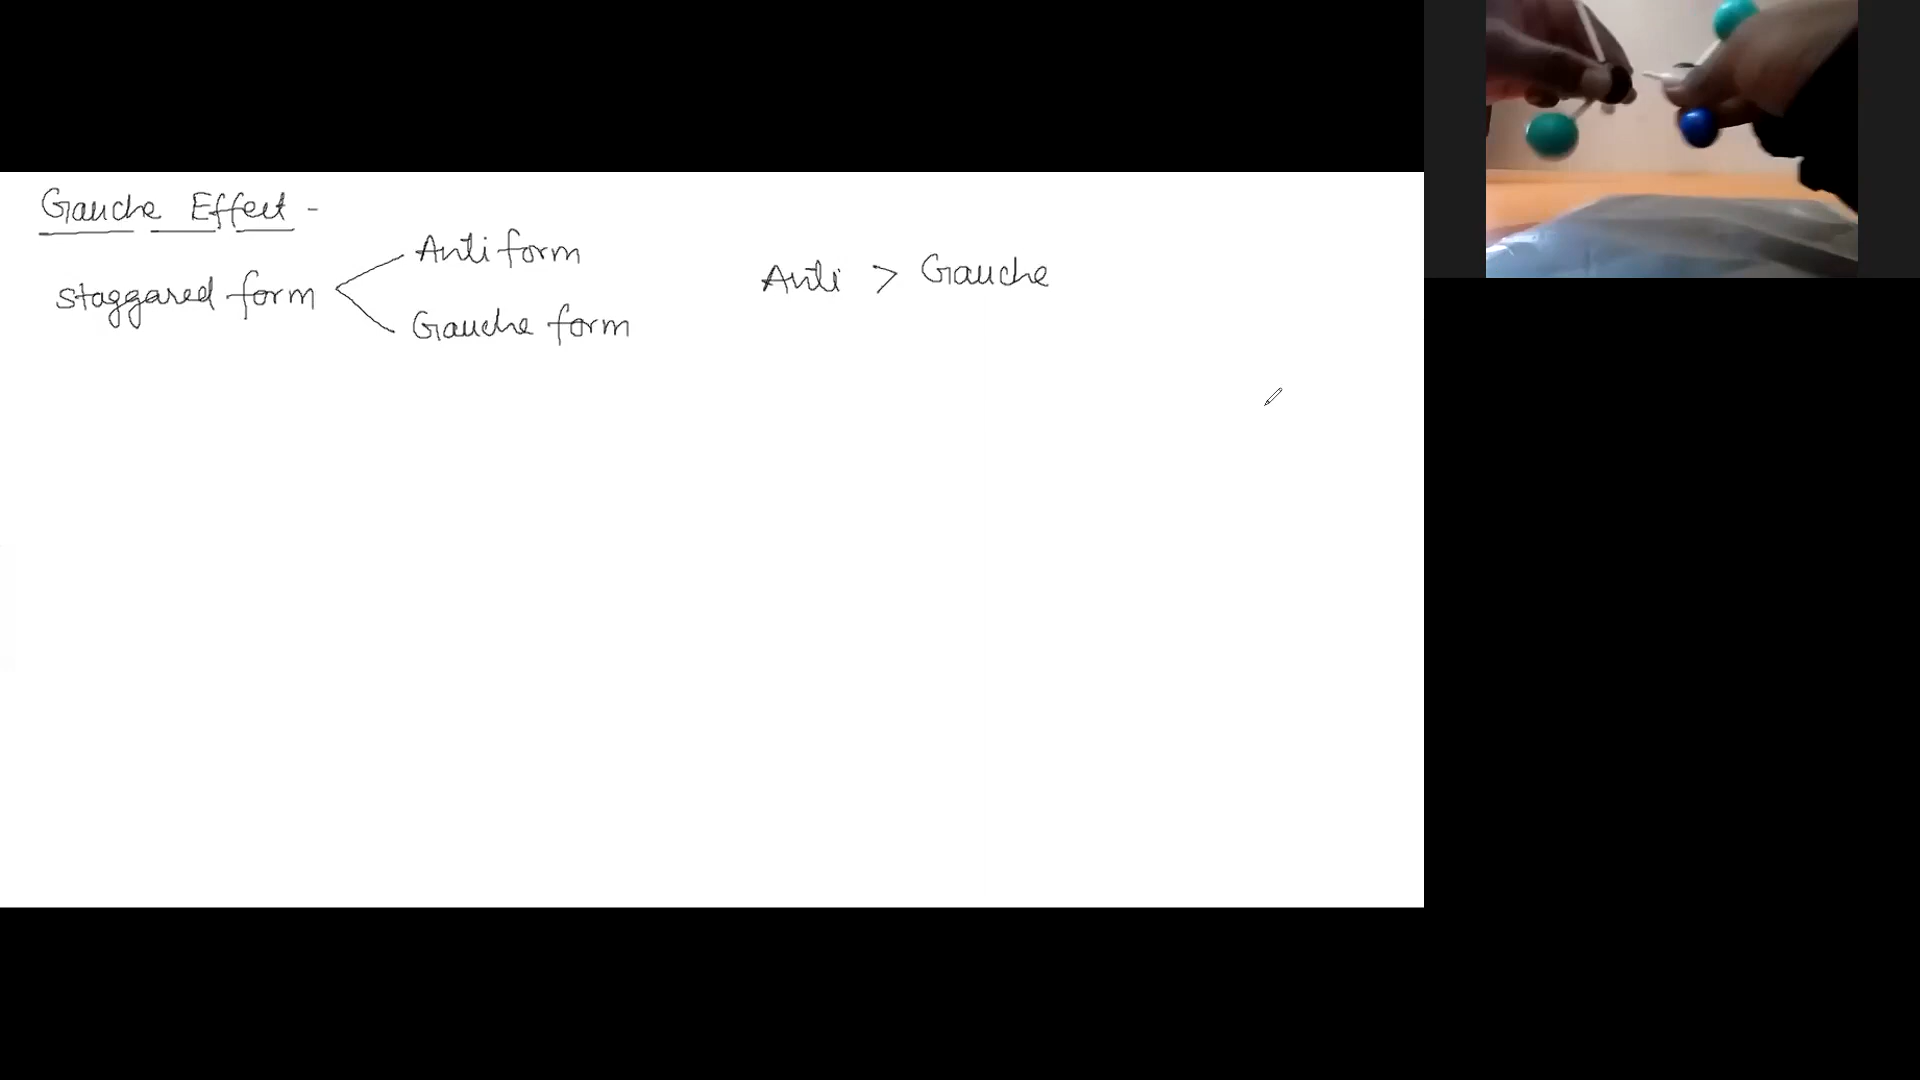 Gauche Effect -
Staggared form
Anti form
Gauche form
Anti > Gauche